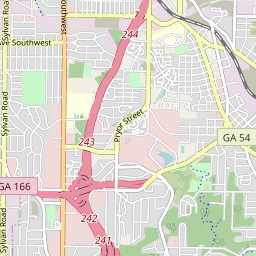 244
Sylvan Road
Southwest
ve Southwest
Pryor Street
243
GA 54
GA 166
Sylvan Road
242
241